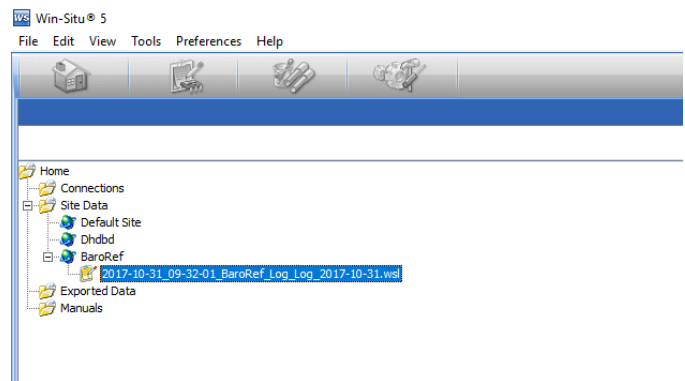 WS Win-Situ® 5
File Edit View Tools Preferences Help
Home
Connections
Site Data
Default Site
Dhdbd
BaroRef
2017-10-31_09-32-01_BaroRef_Log_Log_2017-10-31.wsl
Exported Data
Manuals